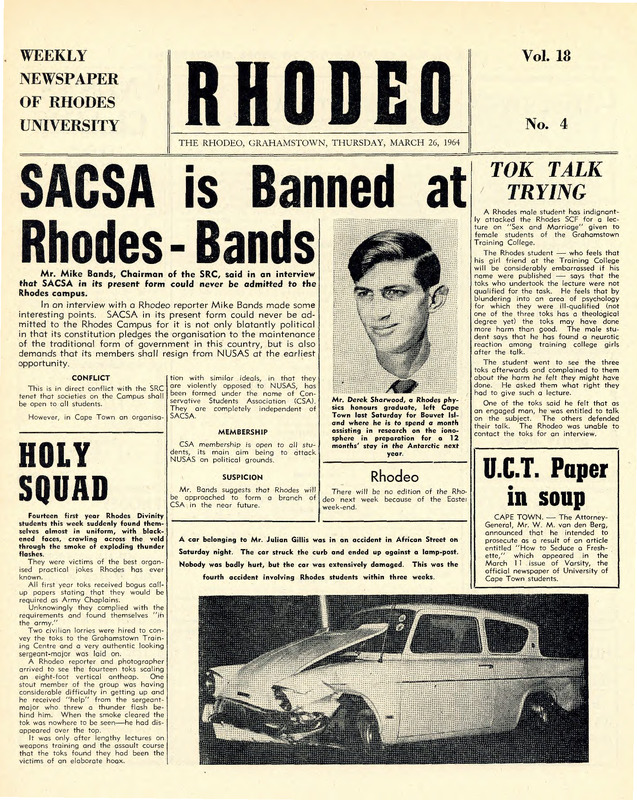 WEEKLY
NEWSPAPER
OF RHODES
UNIVERSITY
RHODEO
THE RHODEO, GRAHAMSTOWN, THURSDAY, MARCH 26, 1964
Vol. 18
No. 4
SACSA is Banned at
Rhodes - Bands
Mr. Mike Bands, Chairman of the SRC, said in an interview
that SACSA in its present form could never be admitted to the
Rhodes campus.
In an interview with a Rhodeo reporter Mike Bands made some
interesting points. SACSA in its present form could never be ad-
mitted to the Rhodes Campus for it is not only blatantly political
in that its constitution pledges the organisation to the maintenance
of the traditional form of government in this country, but is also
demands that its members shall resign from NUSAS at the earliest
opportunity.
CONFLICT
This is in direct conflict with the SRC
tenet that societies on the Campus shall
be open to all students.
However, in Cape Town an organisa-
tion with similar ideals, in that they
are violently opposed to NUSAS, has
been formed under the name of Con-
servative Students Association (CSA).
They are completely independent of
SACSA.
MEMBERSHIP
CSA membership is open to all stu-
dents, its main aim being to attack
NUSAS on political grounds.
SUSPICION
Mr. Bands suggests that Rhodes will
be approached to form a branch of
CSA in the near future.
Mr. Derek Sharwood, a Rhodes phy-
sics honours graduate, left Cape
Town last Saturday for Bouvet Isl-
and where he is to spend a month
assisting in research on the iono-
sphere in preparation for a 12
months' stay in the Antarctic next
year.
Rhodeo
There will be no edition of the Rho-
deo next week because of the Easter
week-end.
TOK TALK
TRYING
A Rhodes male student has indignant-
ly attacked the Rhodes SCF for a lec-
ture on "Sex and Marriage" given to
female students of the Grahamstown
Training College.
The Rhodes student — who feels that
his girl friend at the Training College
will be considerably embarrassed if his
name were published — says that the
toks who undertook the lecture were not
qualified for the task. He feels that by
blundering into an area of psychology
for which they were ill-qualified (not
one of the three toks has a theological
degree yet) the toks may have done
more harm than good. The male stu-
dent says that he has found a neurotic
reaction among training college girls
after the talk.
The student went to see the three
toks afterwards and complained to them
about the harm he felt they might have
done. He asked them what right they
had to give such a lecture.
One of the toks said he felt that as
an engaged man, he was entitled to talk
on the subject. The others defended
their talk. The Rhodeo was unable to
contact the toks for an interview.
U.C.T. Paper
in soup
CAPE TOWN. — The Attorney-
General, Mr. W. M. van den Berg,
announced that he intended to
prosecute as a result of an article
entitled "How to Seduce a Fresh-
ette," which appeared in the
March 11 issue of Varsity, the
official newspaper of University of
Cape Town students.
HOLY
SQUAD
Fourteen first year Rhodes Divinity
students this week suddenly found them-
selves almost in uniform, with black-
ened faces, crawling across the veld
through the smoke of exploding thunder
flashes.
They were victims of the best organ-
ised practical jokes Rhodes has ever
known.
All first year toks received bogus call-
up papers stating that they would be
required as Army Chaplains.
Unknowingly they complied with the
requirements and found themselves "in
the army."
Two civilian lorries were hired to con-
vey the toks to the Grahamstown Train-
ing Centre and a very authentic looking
sergeant-major was laid on.
A Rhodeo reporter and photographer
arrived to see the fourteen toks scaling
an eight-foot vertical antheap. One
stout member of the group was having
considerable difficulty in getting up and
he received "help" from the sergeant-
major who threw a thunder flash be-
hind him. When the smoke cleared the
tok was nowhere to be seen—he had dis-
appeared over the top.
It was only after lengthy lectures on
weapons training and the assault course
that the toks found they had been the
victims of an elaborate hoax.
A car belonging to Mr. Julian Gillis was in an accident in African Street on
Saturday night. The car struck the curb and ended up against a lamp-post.
Nobody was badly hurt, but the car was extensively damaged. This was the
fourth accident involving Rhodes students within three weeks.